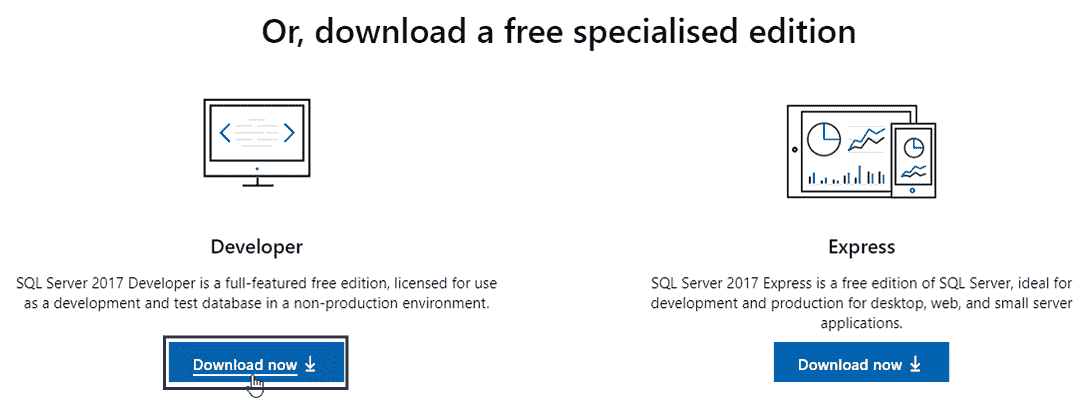 Or, download a free specialised edition
Developer
SQL Server 2017 Developer is a full-featured free edition, licensed for use
as a development and test database in a non-production environment.
Download now
Express
SQL Server 2017 Express is a free edition of SQL Server, ideal for
development and production for desktop, web, and small server
applications.
Download now